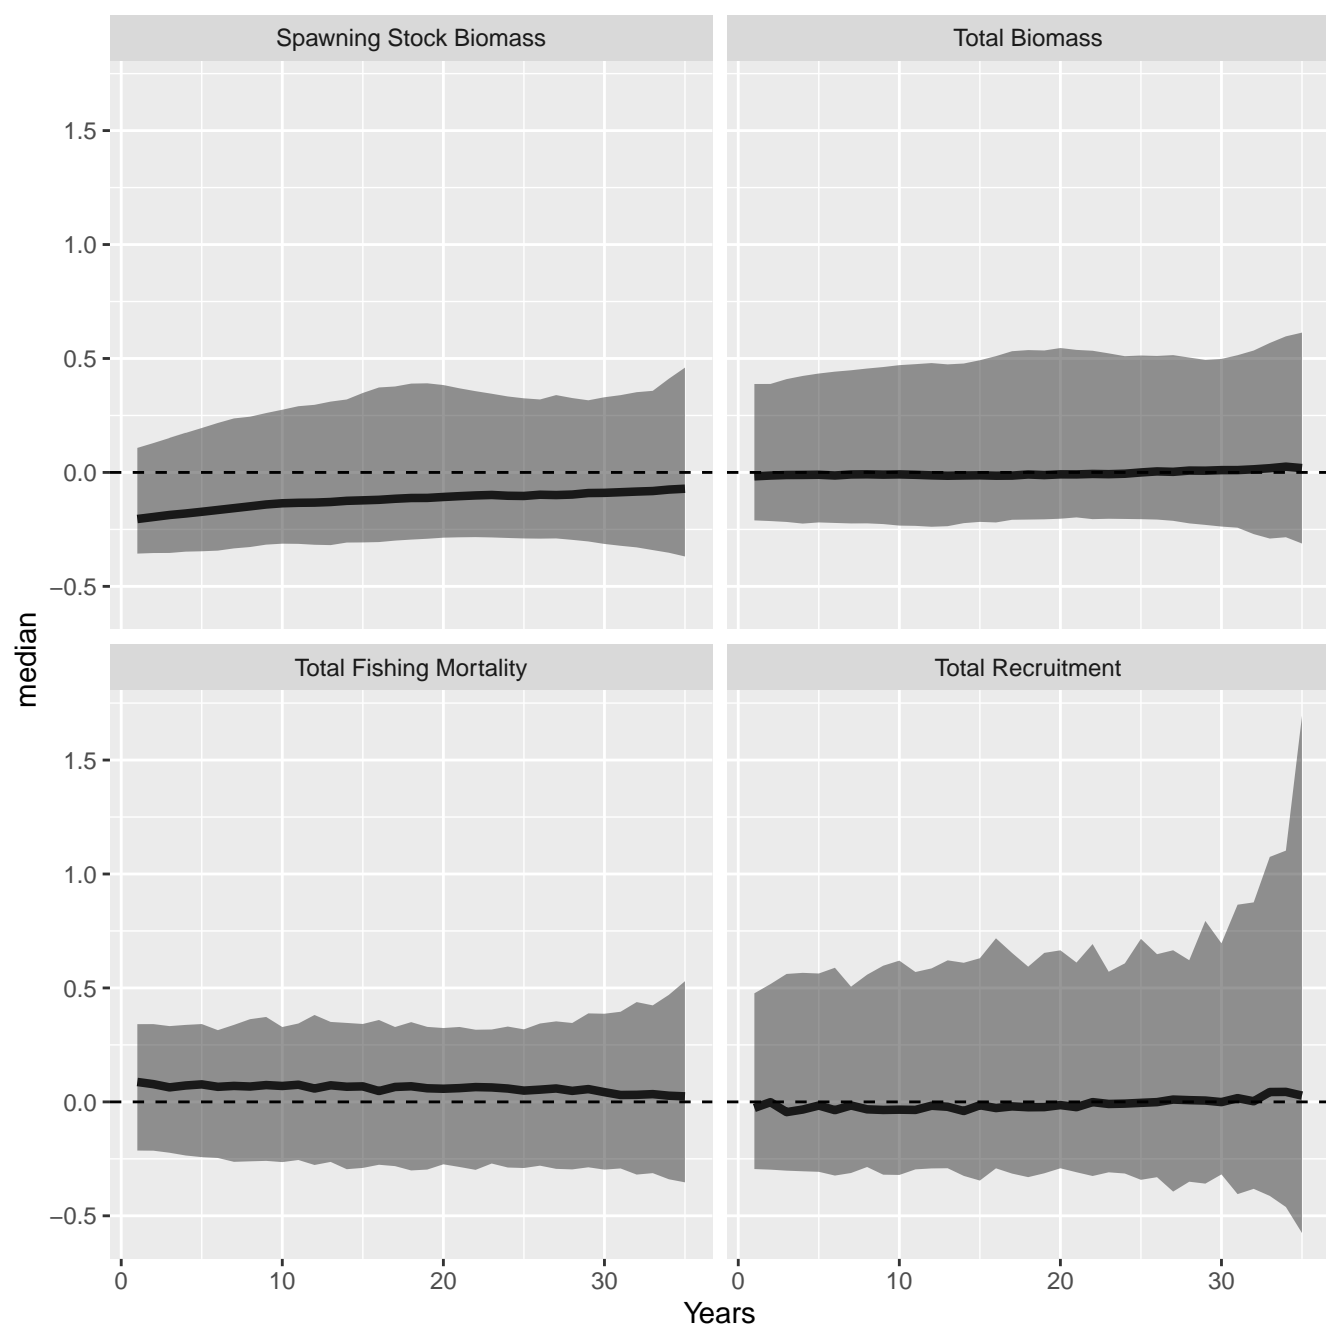 Spawning Stock Biomass
Total Biomass
1.5
1.0
0.5
0.0
−0.5
median
Total Fishing Mortality
Total Recruitment
1.5
1.0
0.5
0.0
−0.5
0 10 20 30
0 10 20 30
Years